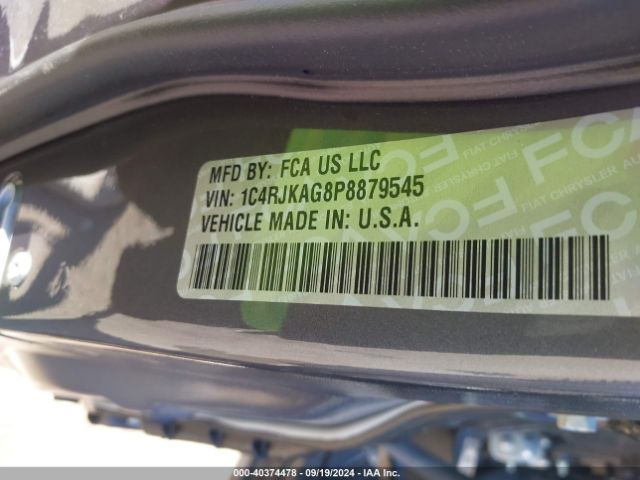 MFD BY: FCA US LLC
VIN: 1C4RJKAG8P8879545
VEHICLE MADE IN: U.S.A.
000-40374478 - 09/19/2024 - IAA Inc.